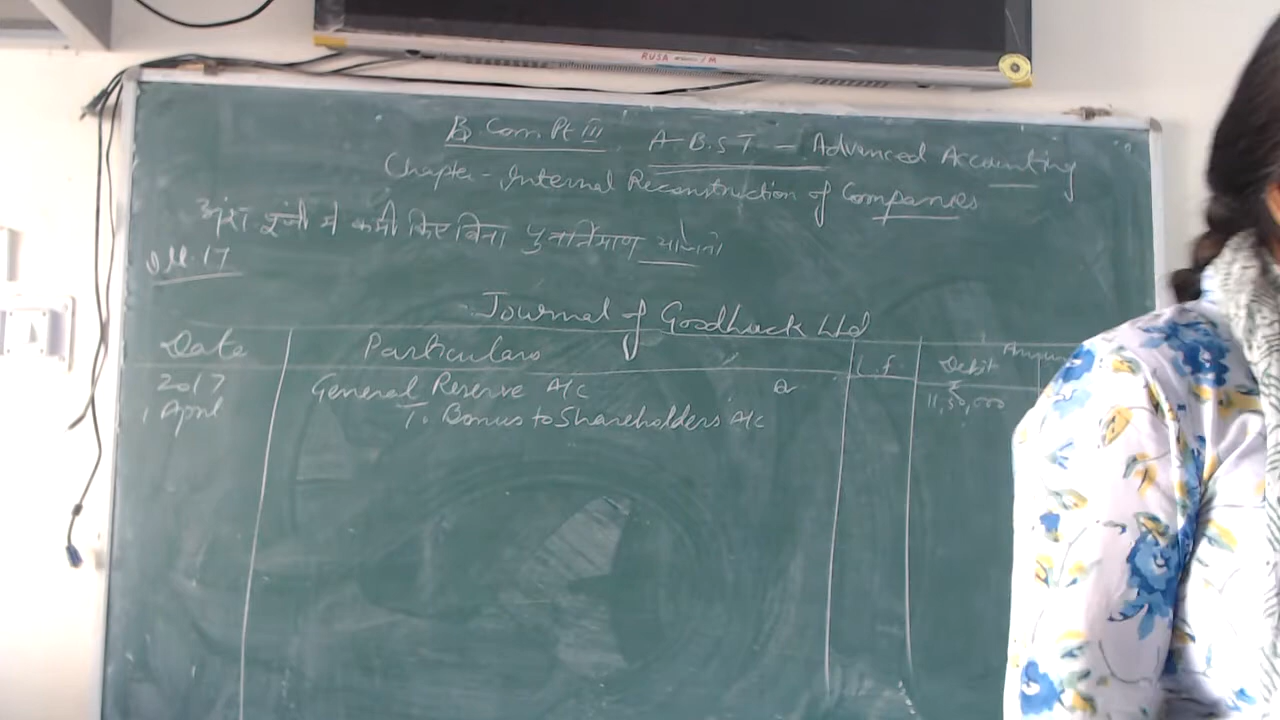 RUSA
B. Com. Pt III A.B.S.T. - Advanced Accounting
Chapter - Internal Reconstruction of Companies
अंश पूंजी में कमी किए बिना पुनर्निर्माण योजना
Ill. 17
Journal of Goodluck Ltd
Date Particulars L.f. Debit
2017 General Reserve A/c Dr ₹ 11,50,000
1 April To Bonus to Shareholders A/c